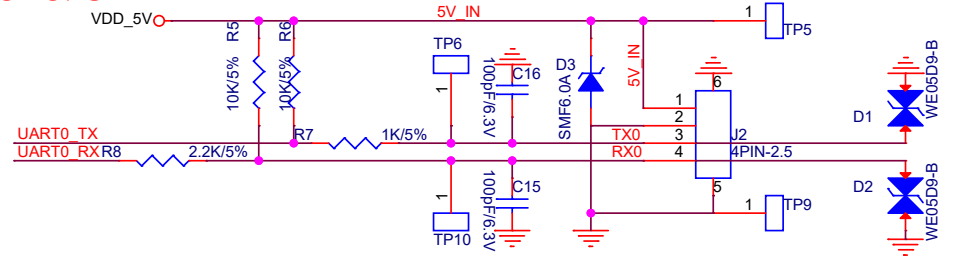 VDD_5V
5V_IN
1
TP5
R5
R6
10K/5%
10K/5%
TP6
1
100pF/6.3V
C16
D3
SMF6.0A
5V_IN
6
1
2
3
4
J2
4PIN-2.5
5
D1
WE05D9-B
UART0_TX
R7
1K/5%
TX0
UART0_RX
R8
2.2K/5%
RX0
1
TP10
100pF/6.3V
C15
1
TP9
D2
WE05D9-B